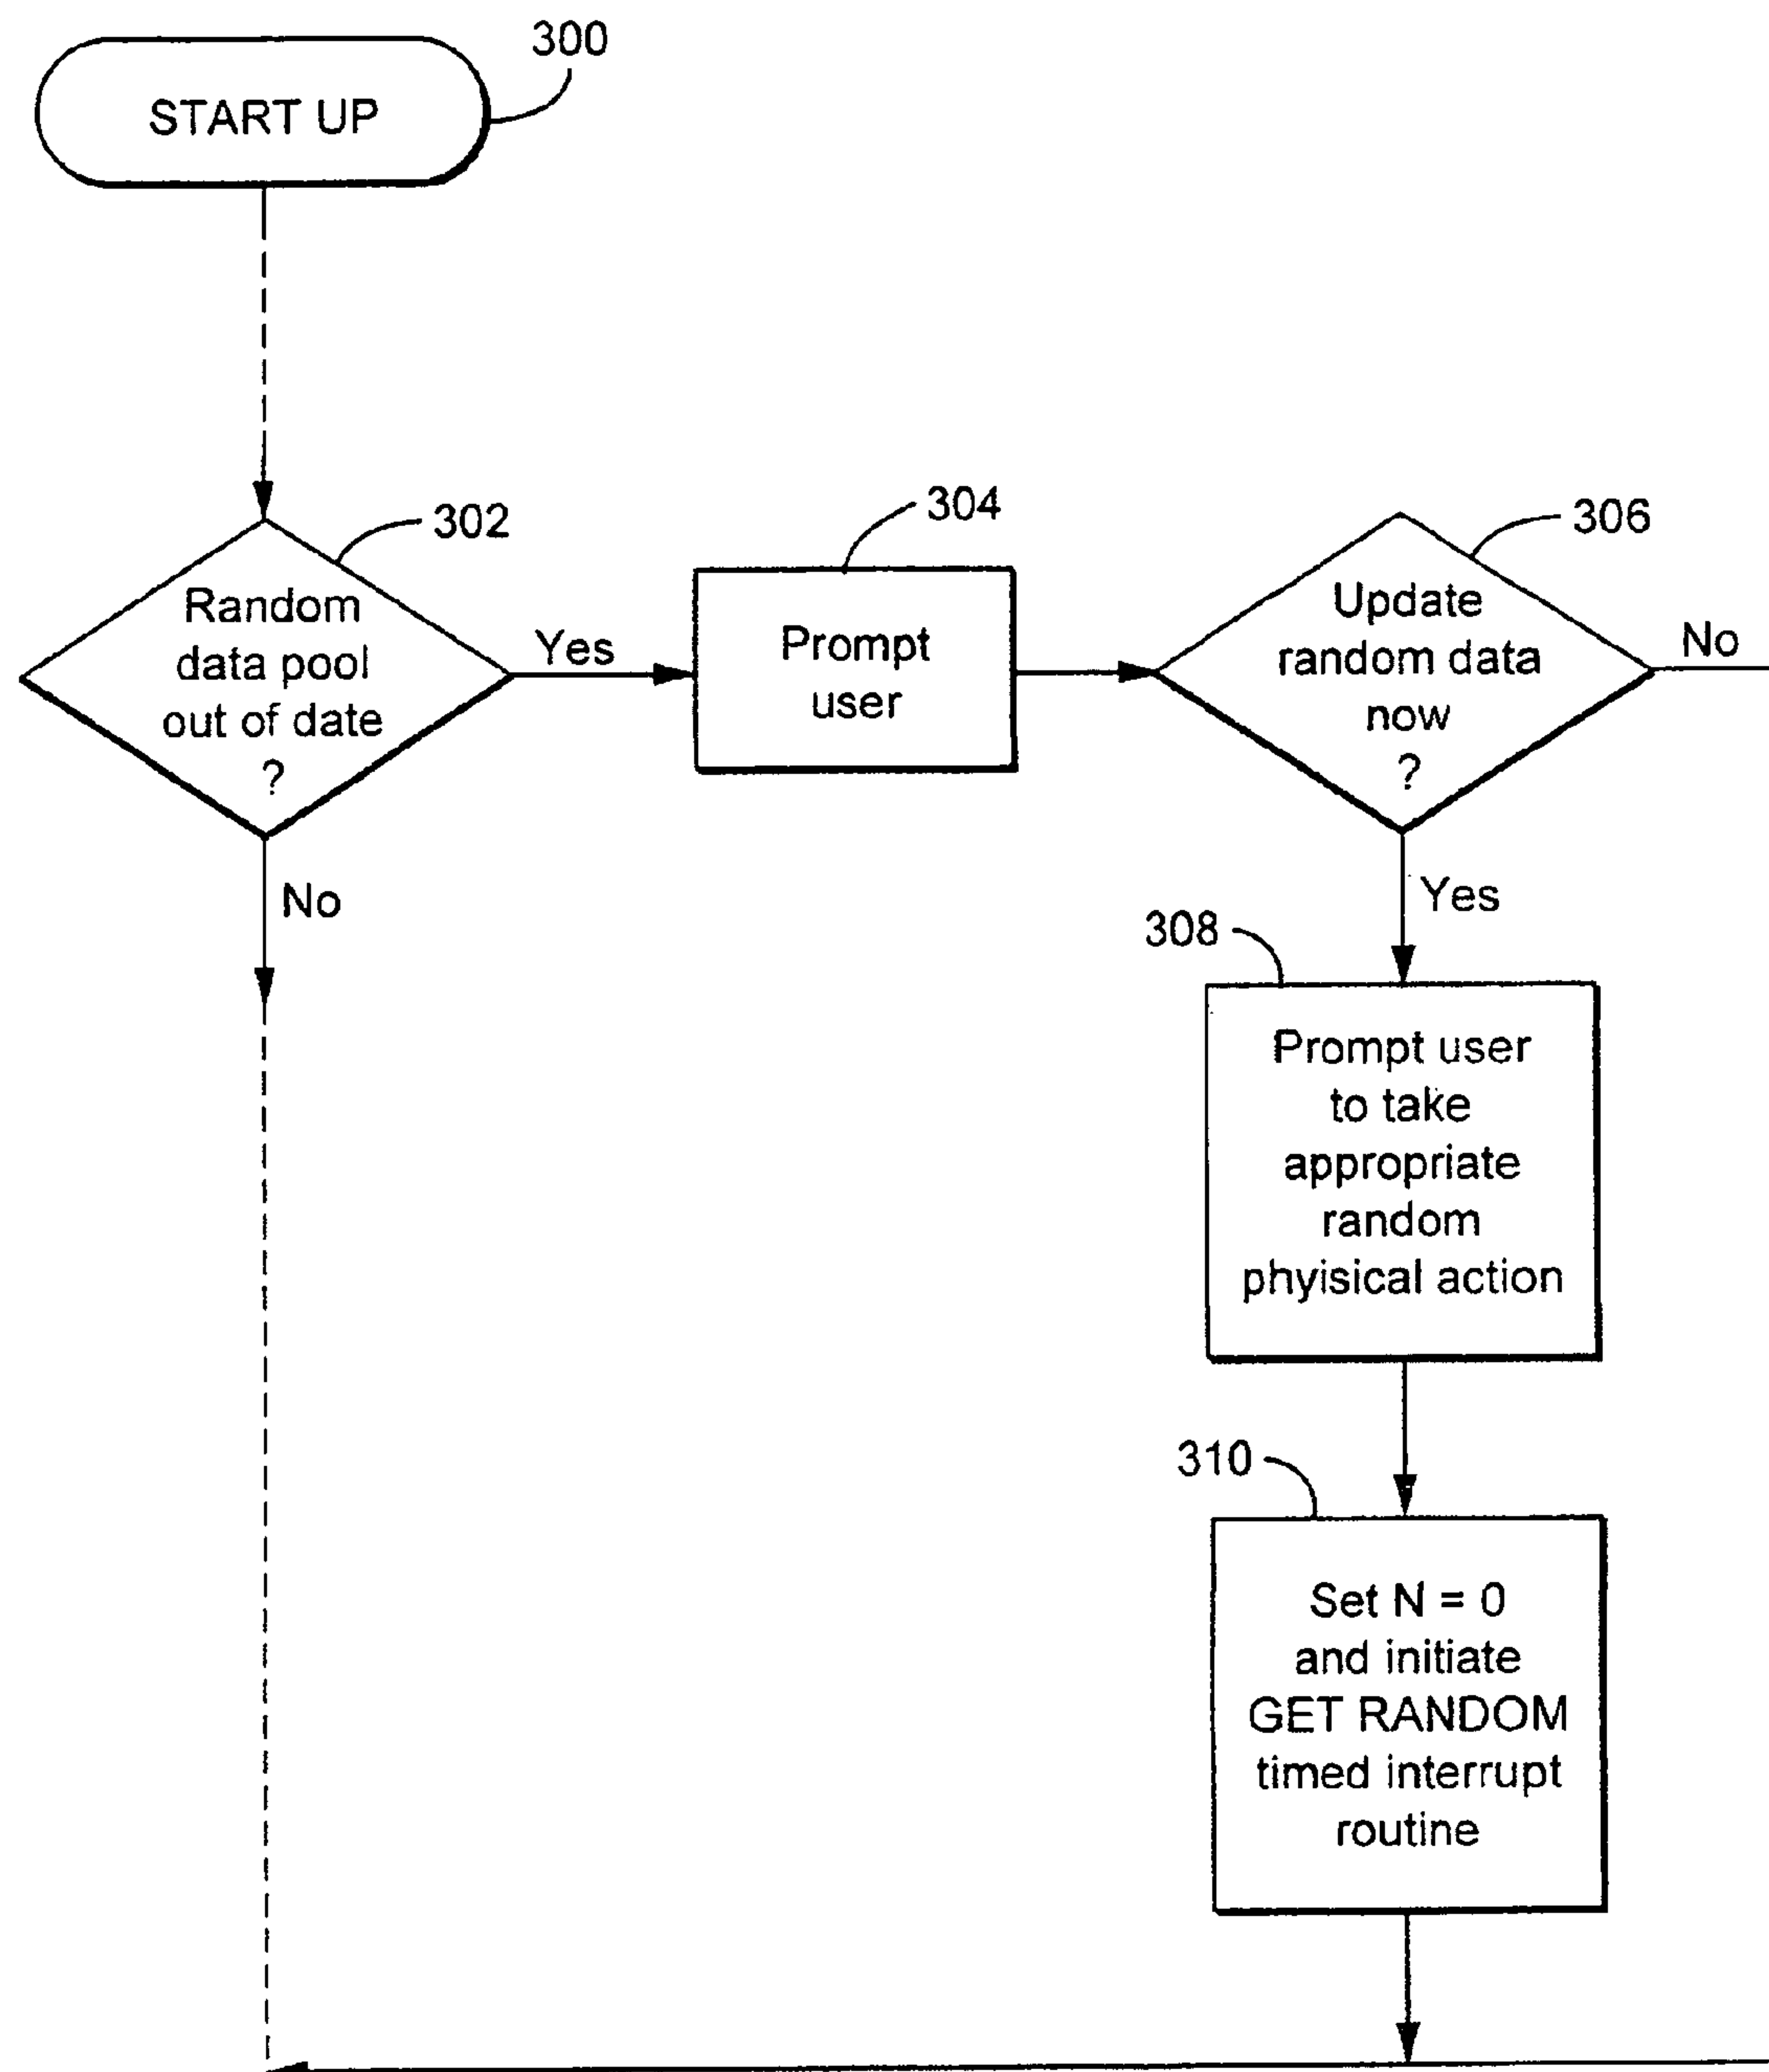 300
START UP
302
Random
data pool
out of date
?
Yes
No
304
Prompt
user
306
Update
random data
now
?
No
Yes
308
Prompt user
to take
appropriate
random
phyisical action
310
Set N = 0
and initiate
GET RANDOM
timed interrupt
routine